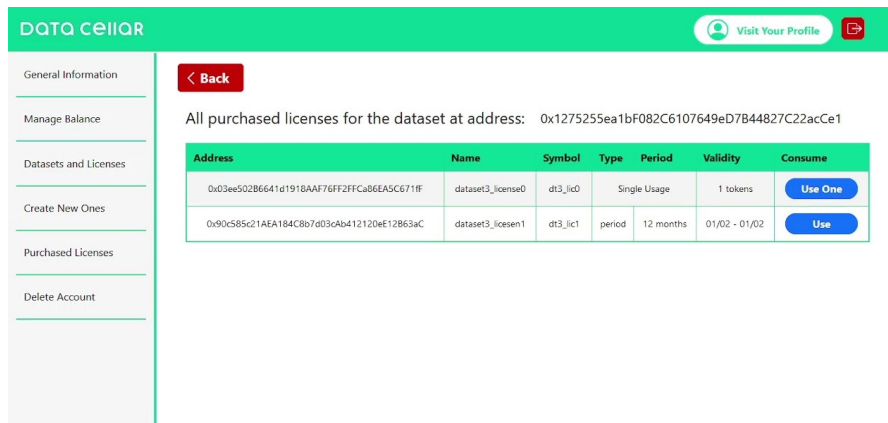 DATA CELLAR
Visit Your Profile
General Information
Manage Balance
Datasets and Licenses
Create New Ones
Purchased Licenses
Delete Account
Back
All purchased licenses for the dataset at address: 0x1275255ea1bF082C6107649eD7B44827C22acCe1
Address Name Symbol Type Period Validity Consume
0x03ee502B6641d1918AAF76FF2FFCa86EA5C671fF dataset3_license0 dt3_lic0 Single Usage 1 tokens Use One
0x90c585c21AEA184C8b7d03cAb412120eE12B63aC dataset3_licesen1 dt3_lic1 period 12 months 01/02 - 01/02 Use